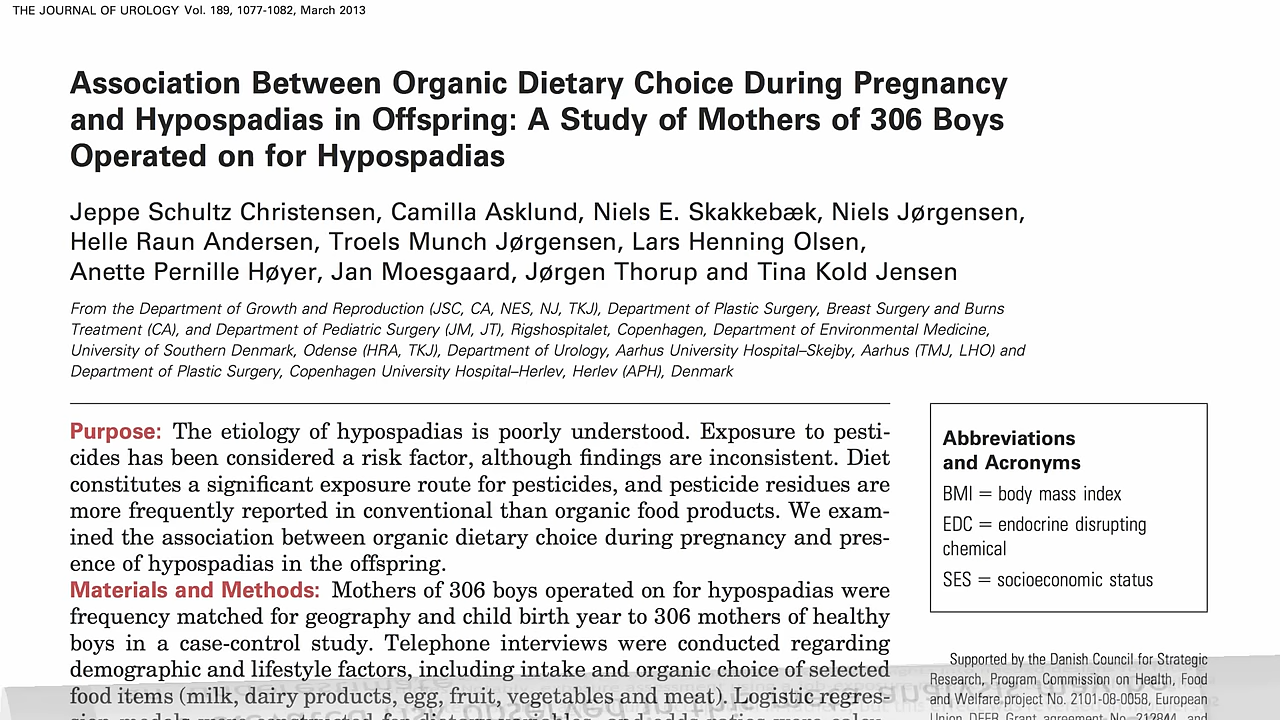 THE JOURNAL OF UROLOGY Vol. 189, 1077-1082, March 2013
Association Between Organic Dietary Choice During Pregnancy
and Hypospadias in Offspring: A Study of Mothers of 306 Boys
Operated on for Hypospadias
Jeppe Schultz Christensen, Camilla Asklund, Niels E. Skakkebæk, Niels Jørgensen,
Helle Raun Andersen, Troels Munch Jørgensen, Lars Henning Olsen,
Anette Pernille Høyer, Jan Moesgaard, Jørgen Thorup and Tina Kold Jensen
From the Department of Growth and Reproduction (JSC, CA, NES, NJ, TKJ), Department of Plastic Surgery, Breast Surgery and Burns
Treatment (CA), and Department of Pediatric Surgery (JM, JT), Rigshospitalet, Copenhagen, Department of Environmental Medicine,
University of Southern Denmark, Odense (HRA, TKJ), Department of Urology, Aarhus University Hospital–Skejby, Aarhus (TMJ, LHO) and
Department of Plastic Surgery, Copenhagen University Hospital–Herlev, Herlev (APH), Denmark
Purpose: The etiology of hypospadias is poorly understood. Exposure to pesti-
cides has been considered a risk factor, although findings are inconsistent. Diet
constitutes a significant exposure route for pesticides, and pesticide residues are
more frequently reported in conventional than organic food products. We exam-
ined the association between organic dietary choice during pregnancy and pres-
ence of hypospadias in the offspring.
Materials and Methods: Mothers of 306 boys operated on for hypospadias were
frequency matched for geography and child birth year to 306 mothers of healthy
boys in a case-control study. Telephone interviews were conducted regarding
demographic and lifestyle factors, including intake and organic choice of selected
food items (milk, dairy products, egg, fruit, vegetables and meat). Logistic regres-
Abbreviations
and Acronyms
BMI = body mass index
EDC = endocrine disrupting
chemical
SES = socioeconomic status
Supported by the Danish Council for Strategic
Research, Program Commission on Health, Food
and Welfare project No. 2101-08-0058, European